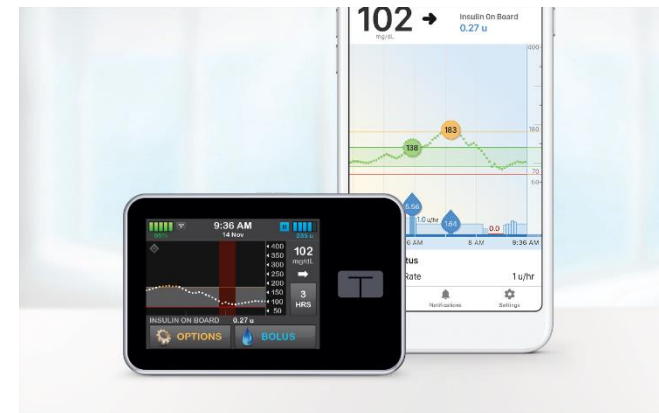 102
mg/dL
Insulin On Board
0.27 u
400
183
180
138
70
50
5.56
1.0 u/hr
1.64
0.0
6 AM
8 AM
9:36 AM
tus
Rate
1 u/hr
Notifications
Settings
9:36 AM
14 Nov
400
350
300
250
200
150
100
50
102
mg/dL
3
HRS
INSULIN ON BOARD 0.27 u
OPTIONS
BOLUS